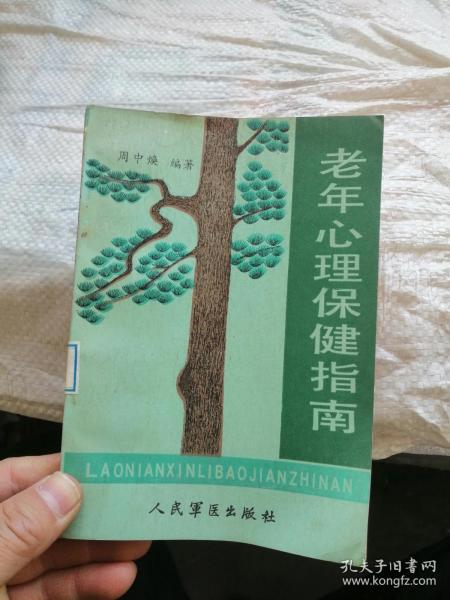 周中焕 编著
老年心理保健指南
LAONIANXINLIBAOJIANZHINAN
人民軍医出版社
孔夫子旧书网
www.kongfz.com